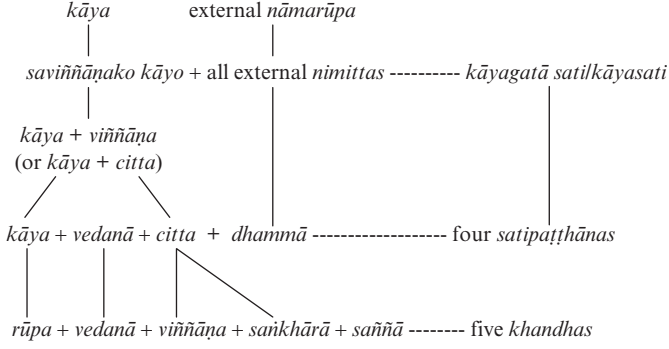 kāya external nāmarūpa
saviññāṇako kāyo + all external nimittas ---------- kāyagatā sati/kāyasati
kāya + viññāṇa
(or kāya + citta)
kāya + vedanā + citta + dhammā ------------------- four satipaṭṭhānas
rūpa + vedanā + viññāṇa + saṅkhārā + saññā -------- five khandhas